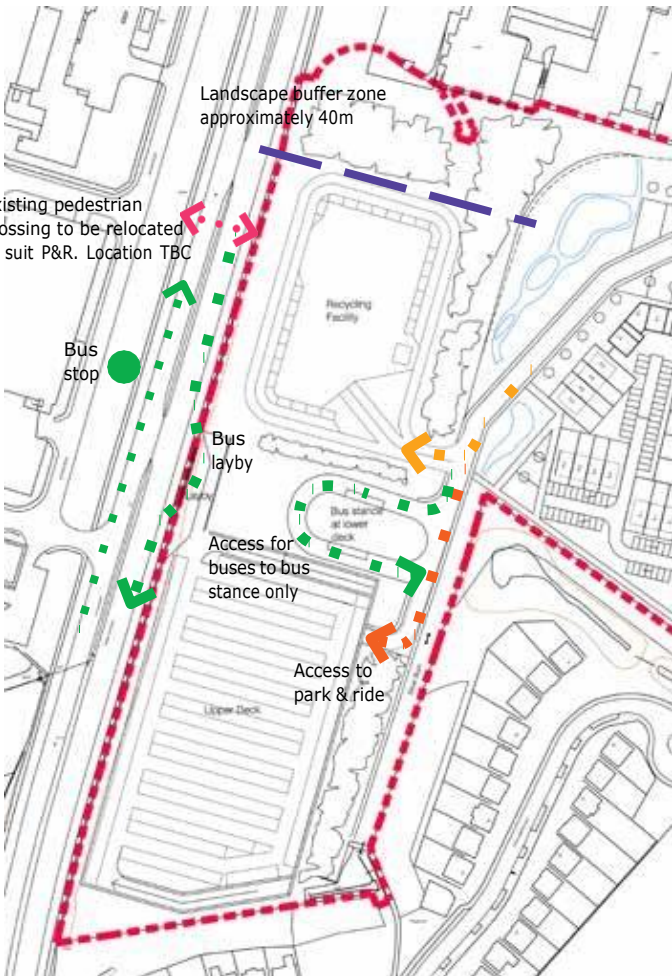 Landscape buffer zone
approximately 40m
xisting pedestrian
ossing to be relocated
suit P&R. Location TBC
Recycling
Facility
Bus
stop
Bus
layby
Layby
Bus stance
at lower
deck
Access for
buses to bus
stance only
Access to
park & ride
Upper Deck